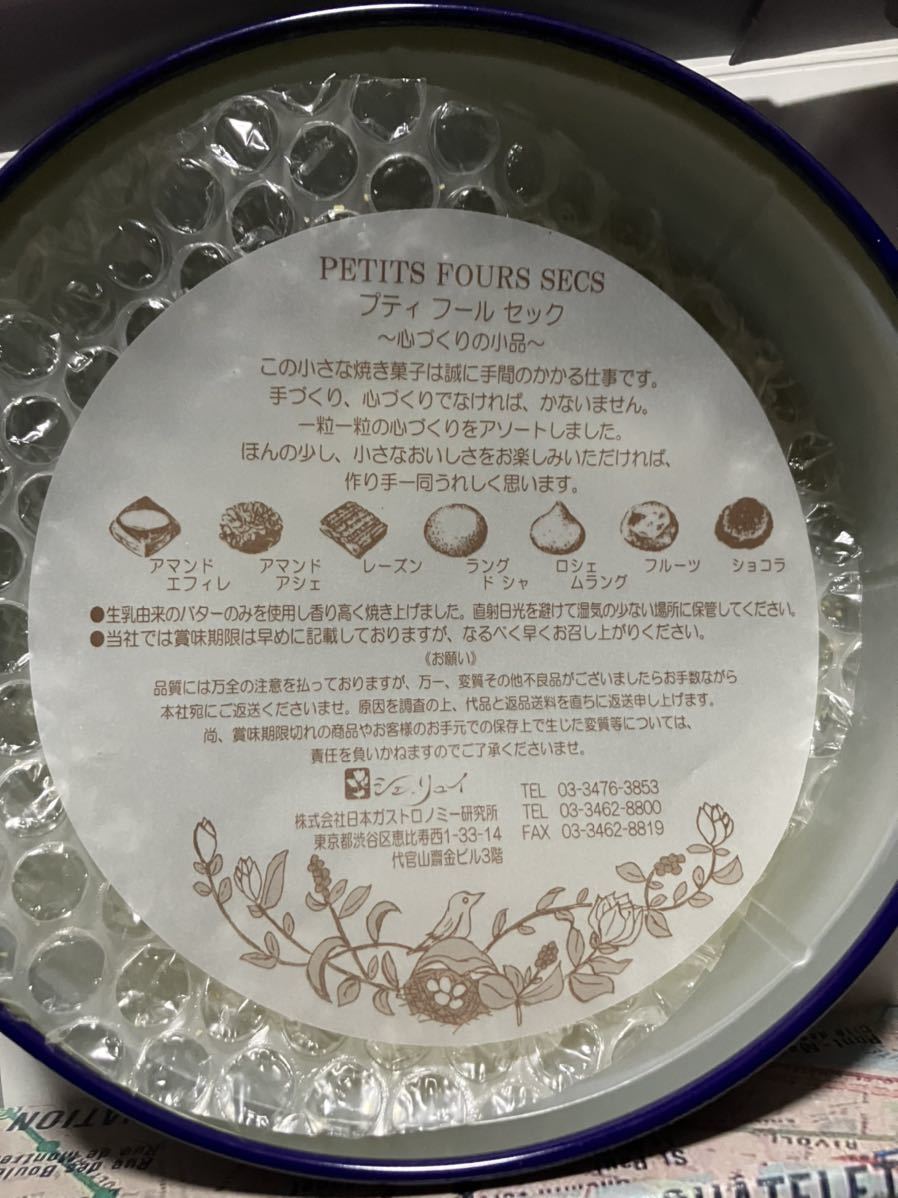 PETITS FOURS SECS
プティ フール セック
～心づくりの小品～
この小さな焼き菓子は誠に手間のかかる仕事です。
手づくり、心づくりでなければ、かないません。
一粒一粒の心づくりをアソートしました。
ほんの少し、小さなおいしさをお楽しみいただければ、
作り手一同うれしく思います。
アマンド エフィレ
アマンド アシェ
レーズン
ラング ド シャ
ロシェ ムラング
フルーツ
ショコラ
●生乳由来のバターのみを使用し香り高く焼き上げました。直射日光を避けて湿気の少ない場所に保管してください。
●当社では賞味期限は早めに記載しておりますが、なるべく早くお召し上がりください。
《お願い》
品質には万全の注意を払っておりますが、万一、変質その他不良品がございましたらお手数ながら
本社宛にご返送くださいませ。原因を調査の上、代品と返品送料を直ちに返送申し上げます。
尚、賞味期限切れの商品やお客様のお手元での保存上で生じた変質等については、
責任を負いかねますのでご了承くださいませ。
シェ・リュイ
株式会社日本ガストロノミー研究所
東京都渋谷区恵比寿西1-33-14
代官山齋金ビル3階
TEL 03-3476-3853
TEL 03-3462-8800
FAX 03-3462-8819
RIVOLI
CHÂTELET
Rue des Boule
Rue de Montre